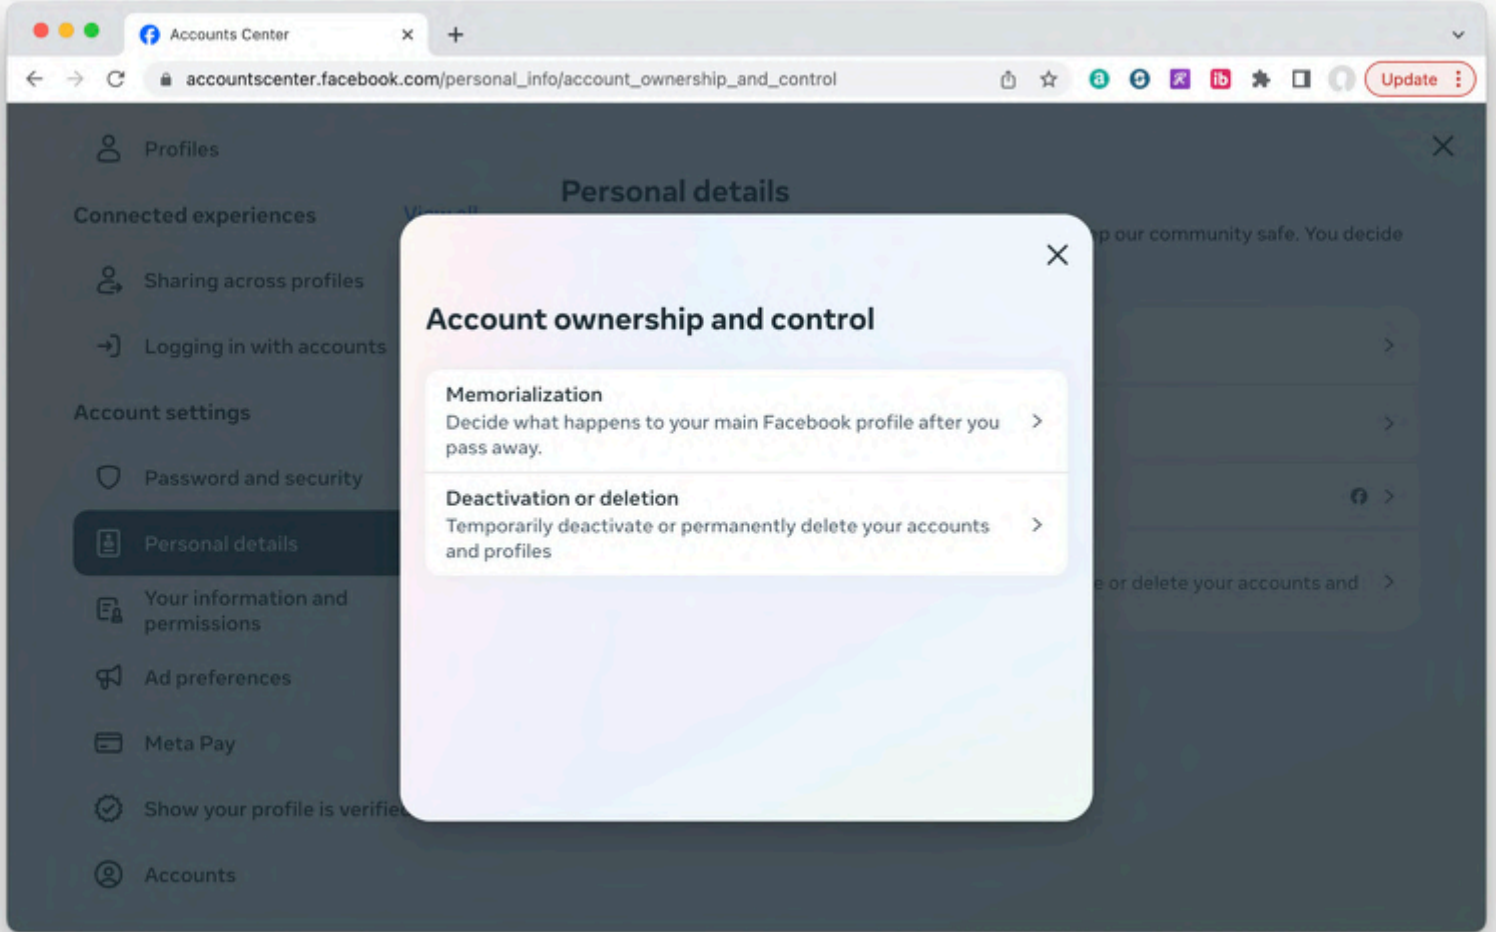 Accounts Center
accountscenter.facebook.com/personal_info/account_ownership_and_control
Update
Profiles
Connected experiences
View all
Sharing across profiles
Logging in with accounts
Account settings
Password and security
Personal details
Your information and
permissions
Ad preferences
Meta Pay
Show your profile is verified
Accounts
Personal details
our community safe. You decide
or delete your accounts and
Account ownership and control
Memorialization
Decide what happens to your main Facebook profile after you
pass away.
Deactivation or deletion
Temporarily deactivate or permanently delete your accounts
and profiles